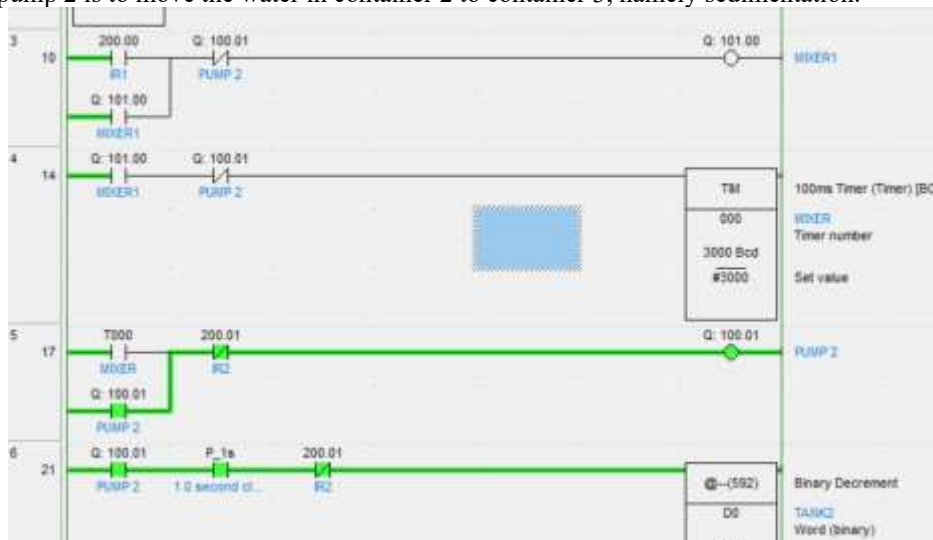 pump 2 is to move the water in container 2 to container 3, namely sedimentation.
3 200.00 Q: 100.01 Q: 101.00
10 MIXER1
IR1 PUMP 2
Q: 101.00
MIXER1
4 Q: 101.00 Q: 100.01
14
MIXER1 PUMP 2 TIM 100ms Timer (Timer) [BC
000 MIXER
Timer number
3000 Bcd
#3000 Set value
5 T000 200.01 Q: 100.01
17 PUMP 2
MIXER IR2
Q: 100.01
PUMP 2
6 Q: 100.01 P_1s 200.01
21
PUMP 2 1.0 second cl... IR2 @--(592) Binary Decrement
D0 TANK2
Word (binary)